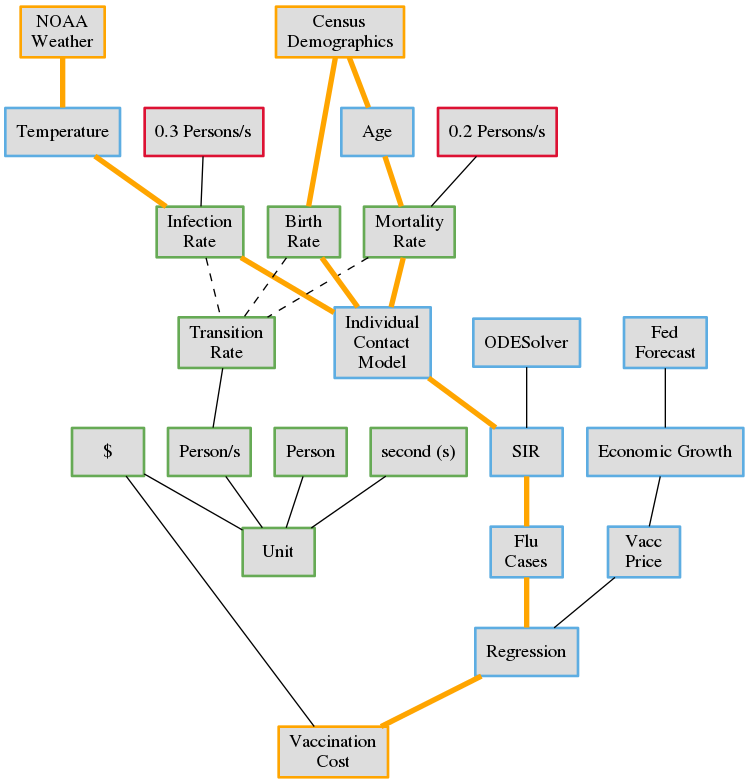 NOAA
Weather
Census
Demographics
Temperature
0.3 Persons/s
Age
0.2 Persons/s
Infection
Rate
Birth
Rate
Mortality
Rate
Transition
Rate
Individual
Contact
Model
ODESolver
Fed
Forecast
$
Person/s
Person
second (s)
SIR
Economic Growth
Unit
Flu
Cases
Vacc
Price
Regression
Vaccination
Cost